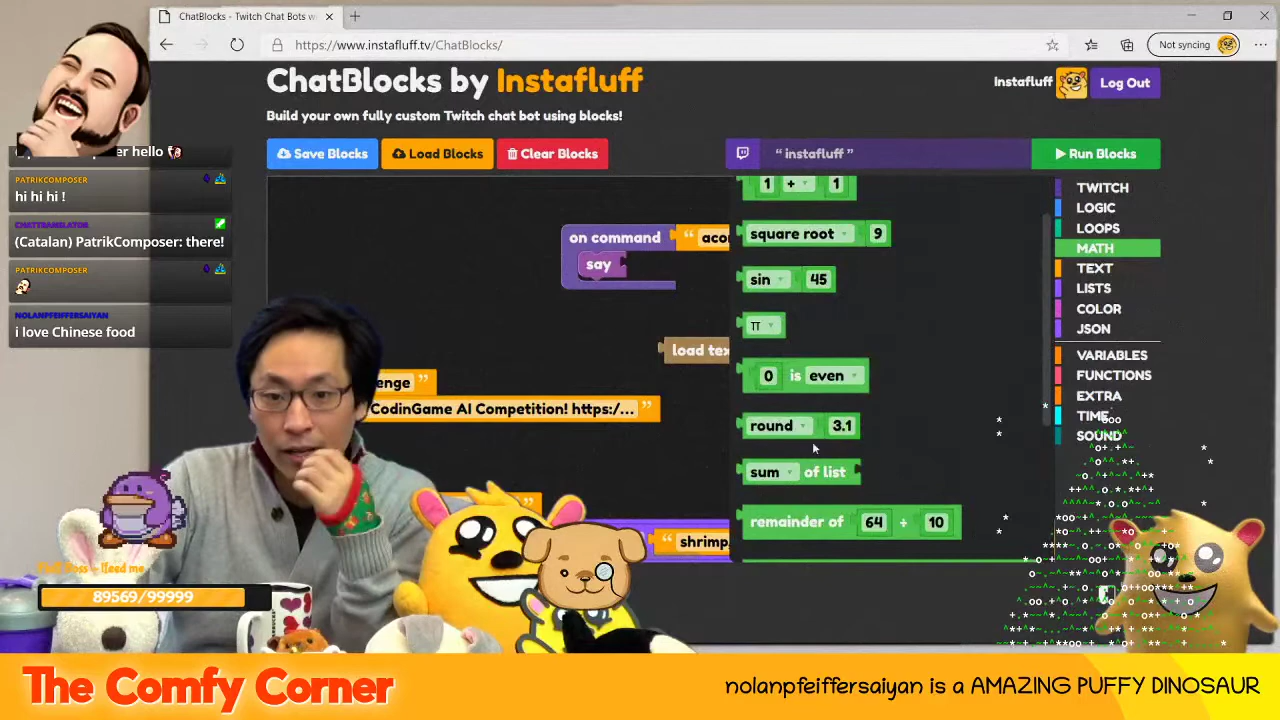 ChatBlocks - Twitch Chat Bots w
https://www.instafluff.tv/ChatBlocks/
Not syncing
ChatBlocks by Instafluff
Build your own fully custom Twitch chat bot using blocks!
Instafluff
Log Out
Save Blocks
Load Blocks
Clear Blocks
“ instafluff ”
Run Blocks
hello
PATRIKCOMPOSER
hi hi hi !
CHATTRANSLATOR
(Catalan) PatrikComposer: there!
PATRIKCOMPOSER
NOLANPFEIFFERSAIYAN
i love Chinese food
on command “ aco
say
load tex
enge ”
CodinGame AI Competition! https:/... ”
”
“ shrimp
1 + 1
square root 9
sin 45
π
0 is even
round 3.1
sum of list
remainder of 64 ÷ 10
TWITCH
LOGIC
LOOPS
MATH
TEXT
LISTS
COLOR
JSON
VARIABLES
FUNCTIONS
EXTRA
TIME
SOUND
89569/99999
The Comfy Corner
nolanpfeiffersaiyan is a AMAZING PUFFY DINOSAUR